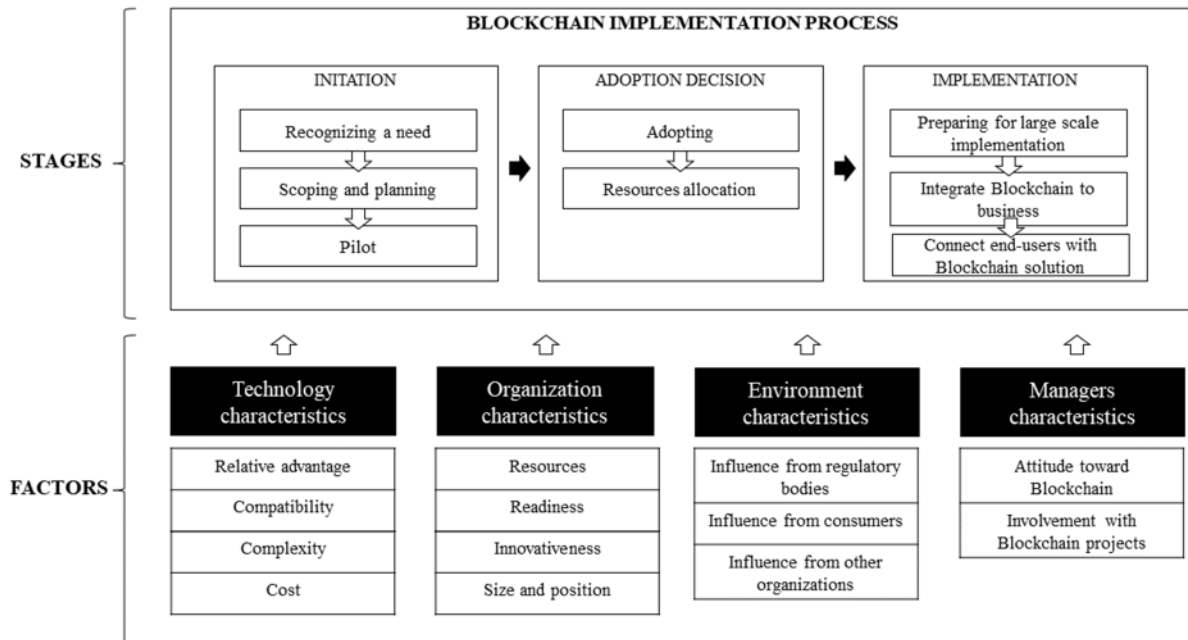 BLOCKCHAIN IMPLEMENTATION PROCESS
STAGES
INITATION
Recognizing a need
Scoping and planning
Pilot
ADOPTION DECISION
Adopting
Resources allocation
IMPLEMENTATION
Preparing for large scale
implementation
Integrate Blockchain to
business
Connect end-users with
Blockchain solution
FACTORS
Technology
characteristics
Relative advantage
Compatibility
Complexity
Cost
Organization
characteristics
Resources
Readiness
Innovativeness
Size and position
Environment
characteristics
Influence from regulatory
bodies
Influence from consumers
Influence from other
organizations
Managers
characteristics
Attitude toward
Blockchain
Involvement with
Blockchain projects